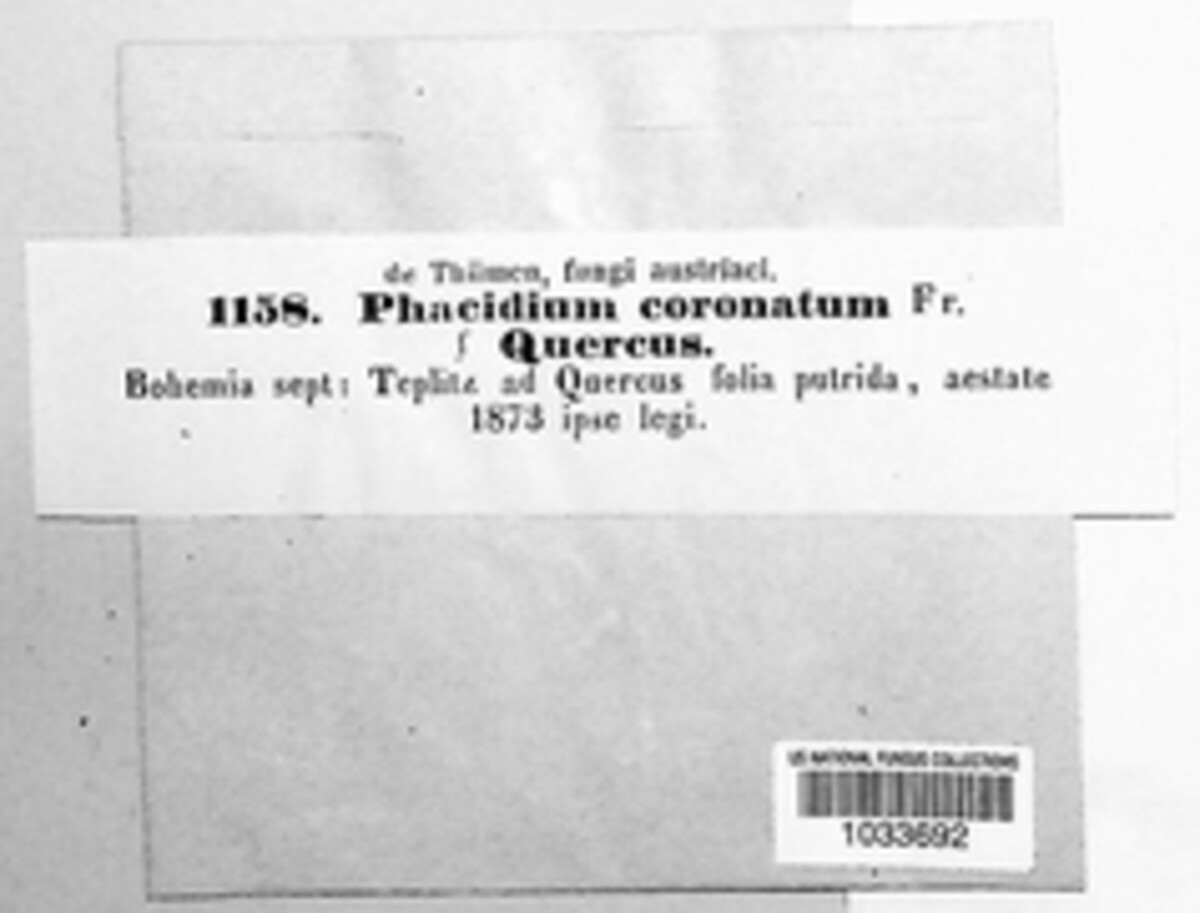 de Thümen, fungi austriaci.
1158. Phacidium coronatum Fr.
f Quercus.
Bohemia sept: Teplitz ad Quercus folia putrida, aestate
1873 ipse legi.
US NATIONAL FUNGUS COLLECTIONS
1033692